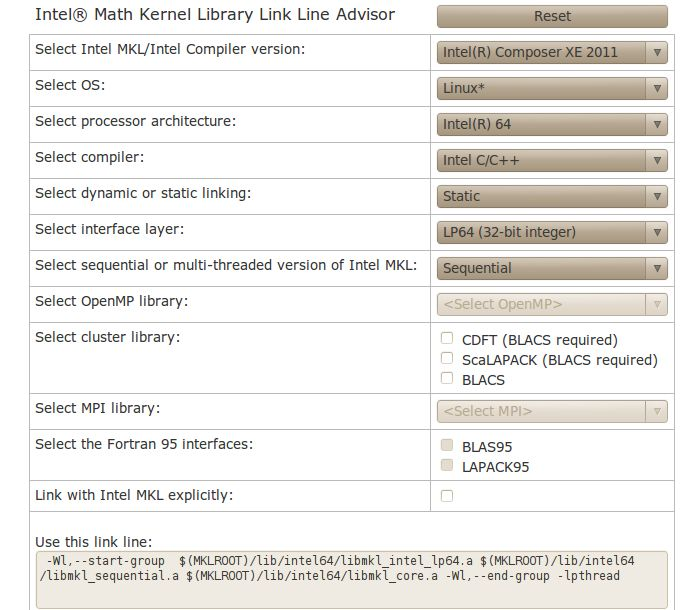 Intel® Math Kernel Library Link Line Advisor
Reset
Select Intel MKL/Intel Compiler version:
Intel(R) Composer XE 2011
Select OS:
Linux*
Select processor architecture:
Intel(R) 64
Select compiler:
Intel C/C++
Select dynamic or static linking:
Static
Select interface layer:
LP64 (32-bit integer)
Select sequential or multi-threaded version of Intel MKL:
Sequential
Select OpenMP library:
<Select OpenMP>
Select cluster library:
CDFT (BLACS required)
ScaLAPACK (BLACS required)
BLACS
Select MPI library:
<Select MPI>
Select the Fortran 95 interfaces:
BLAS95
LAPACK95
Link with Intel MKL explicitly:
Use this link line:
-Wl,--start-group  $(MKLROOT)/lib/intel64/libmkl_intel_lp64.a $(MKLROOT)/lib/intel64
/libmkl_sequential.a $(MKLROOT)/lib/intel64/libmkl_core.a -Wl,--end-group -lpthread